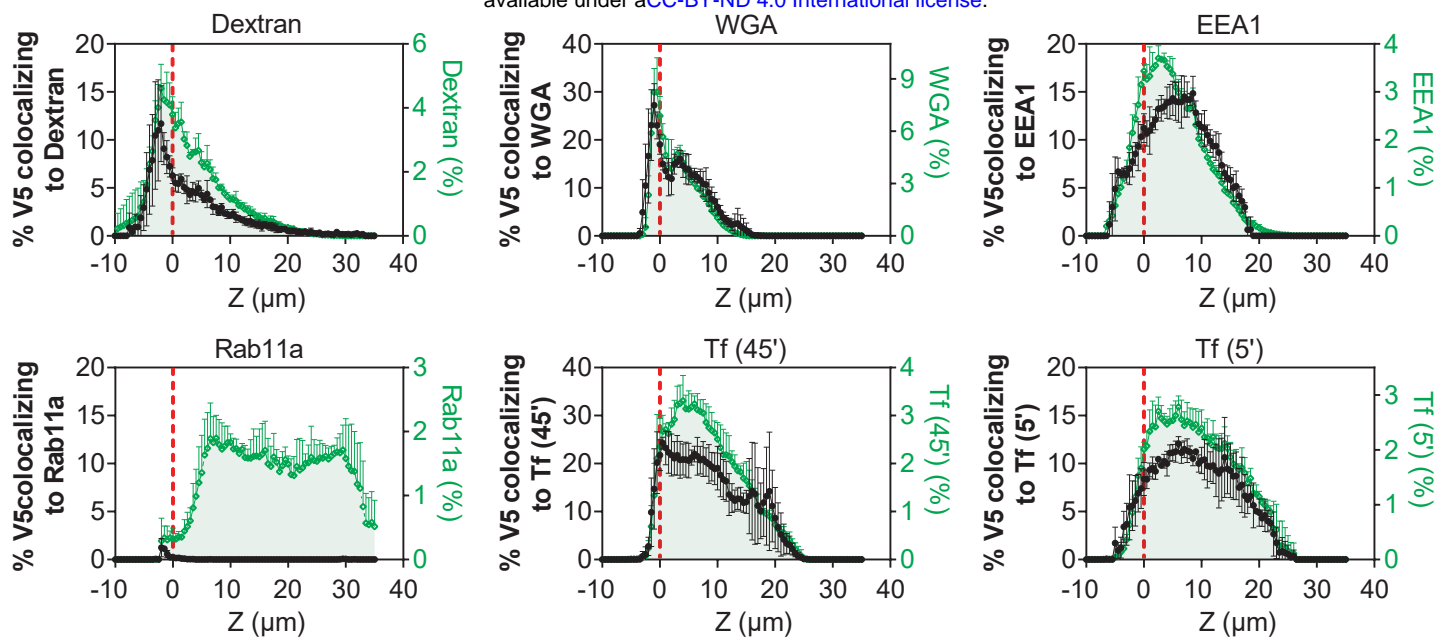 available under aCC-BY-ND 4.0 International license.
Dextran
WGA
EEA1
% V5 colocalizing
to Dextran
20
15
10
5
0
6
4
2
0
Dextran (%)
-10 0 10 20 30 40
Z (µm)
% V5 colocalizing
to WGA
40
30
20
10
0
9
6
3
0
WGA (%)
-10 0 10 20 30 40
Z (µm)
% V5colocalizing
to EEA1
20
15
10
5
0
4
3
2
1
0
EEA1 (%)
-10 0 10 20 30 40
Z (µm)
Rab11a
Tf (45')
Tf (5')
% V5colocalizing
to Rab11a
20
15
10
5
0
3
2
1
0
Rab11a (%)
-10 0 10 20 30 40
Z (µm)
% V5 colocalizing
to Tf (45')
40
30
20
10
0
4
3
2
1
0
Tf (45') (%)
-10 0 10 20 30 40
Z (µm)
% V5 colocalizing
to Tf (5')
20
15
10
5
0
3
2
1
0
Tf (5') (%)
-10 0 10 20 30 40
Z (µm)